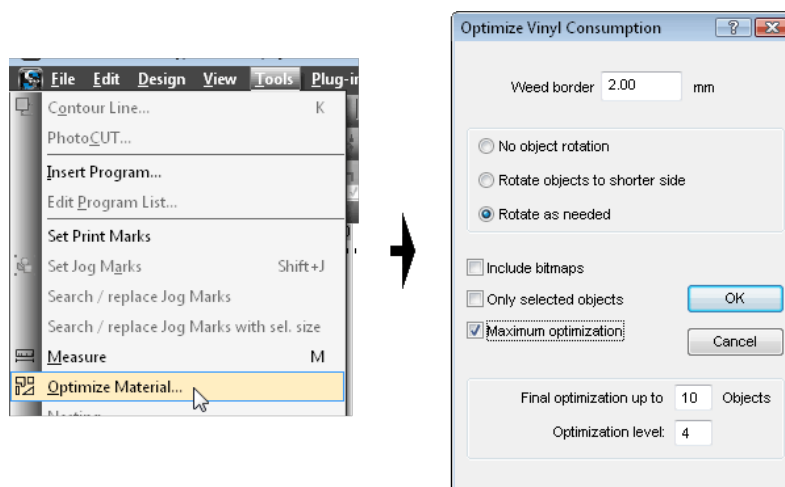 File Edit Design View Tools Plug-in
Contour Line... K
PhotoCUT...
Insert Program...
Edit Program List...
Set Print Marks
Set Jog Marks Shift+J
Search / replace Jog Marks
Search / replace Jog Marks with sel. size
Measure M
Optimize Material...
Optimize Vinyl Consumption
Weed border 2.00 mm
No object rotation
Rotate objects to shorter side
Rotate as needed
Include bitmaps
Only selected objects OK
Maximum optimization
Cancel
Final optimization up to 10 Objects
Optimization level: 4